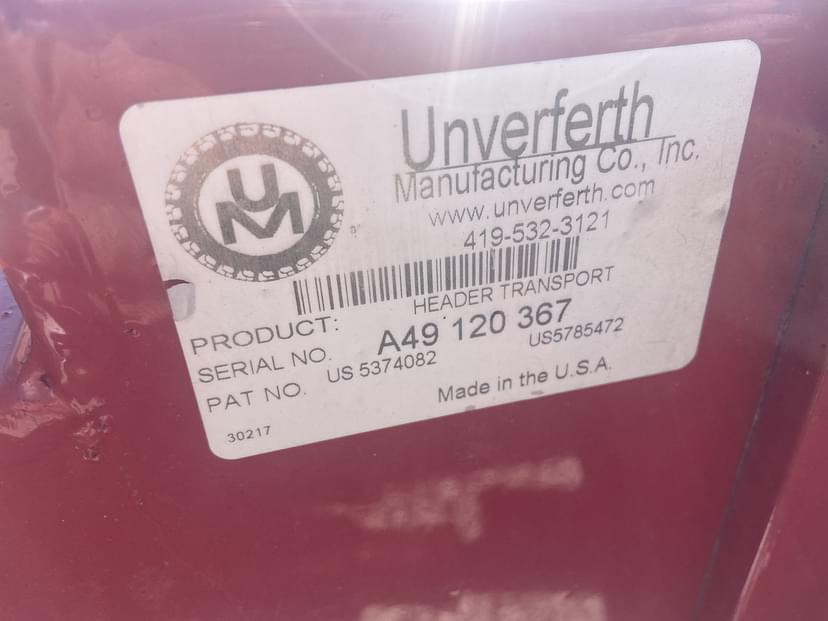 UM
Unverferth
Manufacturing Co., Inc.
www.unverferth.com
419-532-3121
PRODUCT: HEADER TRANSPORT
SERIAL NO. A49 120 367
PAT NO. US 5374082 US5785472
Made in the U.S.A.
30217